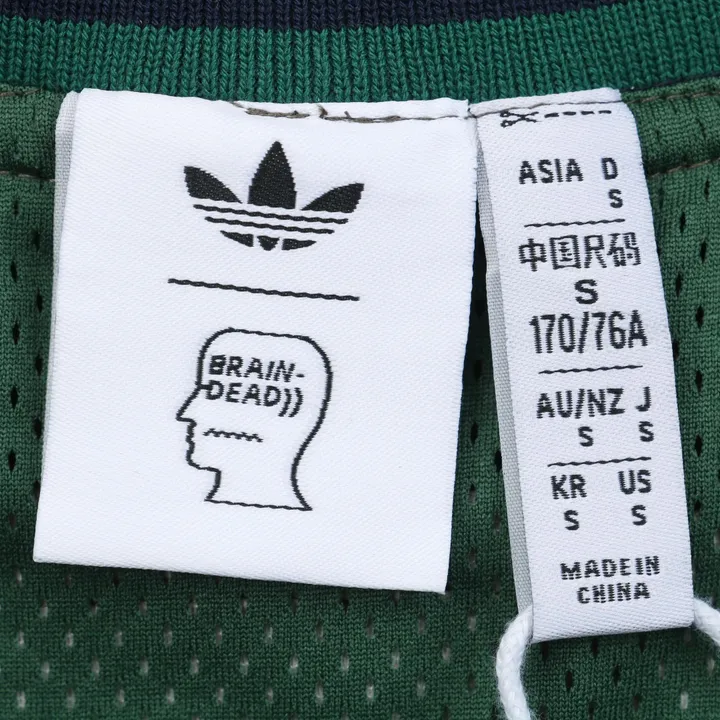 BRAIN-
DEAD))
ASIA D
S
中国尺码
S
170/76A
AU/NZ J
S S
KR US
S S
MADE IN
CHINA